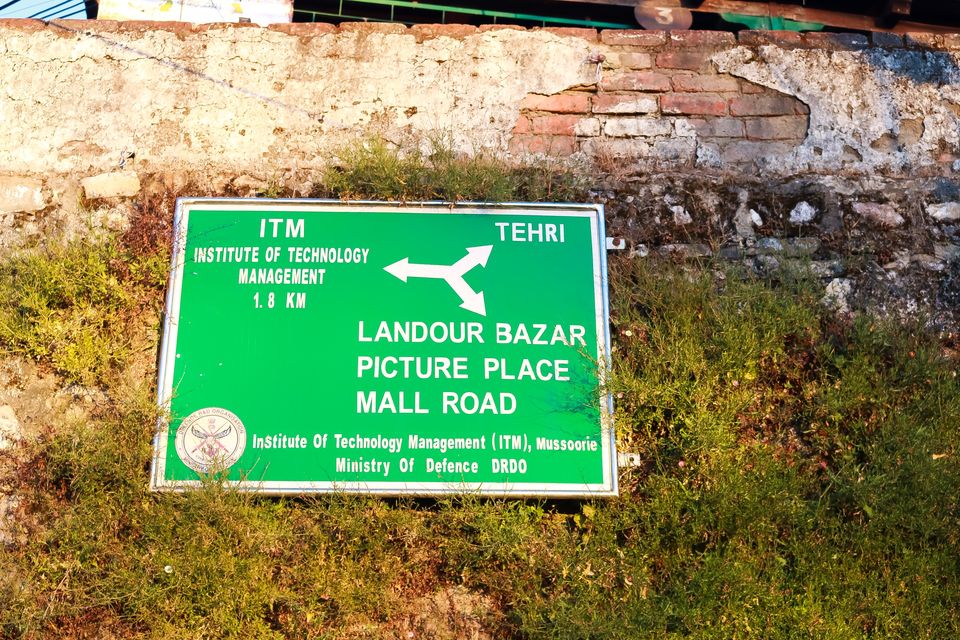 3
ITM
INSTITUTE OF TECHNOLOGY
MANAGEMENT
1.8 KM
TEHRI
LANDOUR BAZAR
PICTURE PLACE
MALL ROAD
Institute Of Technology Management (ITM), Mussoorie
Ministry Of Defence DRDO